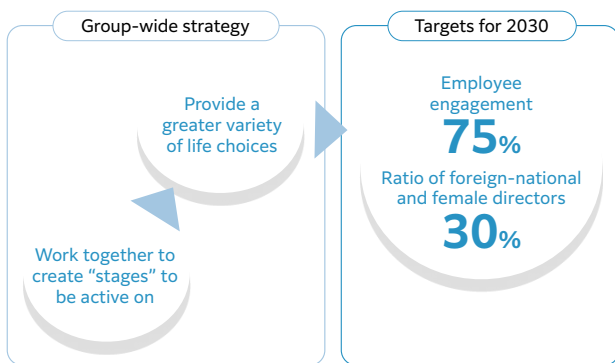 Group-wide strategy
Provide a
greater variety
of life choices
Work together to
create “stages” to
be active on
Targets for 2030
Employee
engagement
75%
Ratio of foreign-national
and female directors
30%